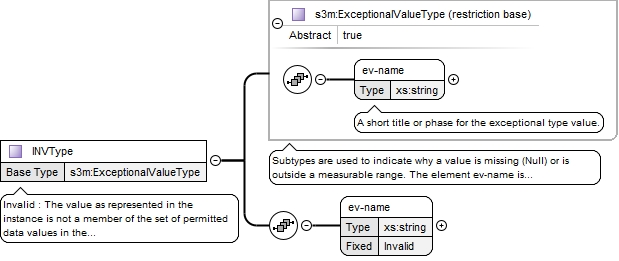 s3m:ExceptionalValueType (restriction base)
Abstract true
ev-name
Type xs:string
A short title or phase for the exceptional type value.
INVType
Base Type s3m:ExceptionalValueType
Subtypes are used to indicate why a value is missing (Null) or is
outside a measurable range. The element ev-name is...
Invalid : The value as represented in the
instance is not a member of the set of permitted
data values in the...
ev-name
Type xs:string
Fixed Invalid